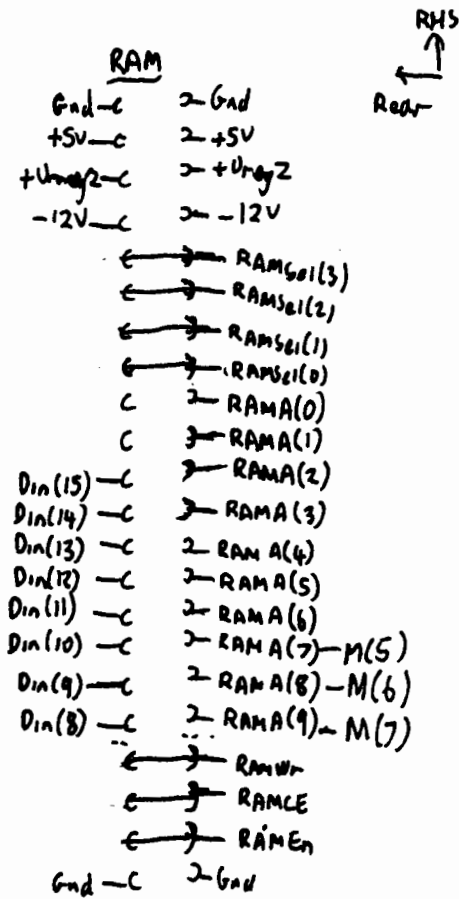 RHS
RAM
Rear
Gnd Gnd
+5V +5V
+Vreg2 +Vreg2
-12V -12V
RAMSel(3)
RAMSel(2)
RAMSel(1)
RAMSel(0)
RAMA(0)
RAMA(1)
Din(15) RAMA(2)
Din(14) RAMA(3)
Din(13) RAMA(4)
Din(12) RAMA(5)
Din(11) RAMA(6)
Din(10) RAMA(7)-M(5)
Din(9) RAMA(8)-M(6)
Din(8) RAMA(9)-M(7)
RAMWr
RAMCE
RAMEn
Gnd Gnd